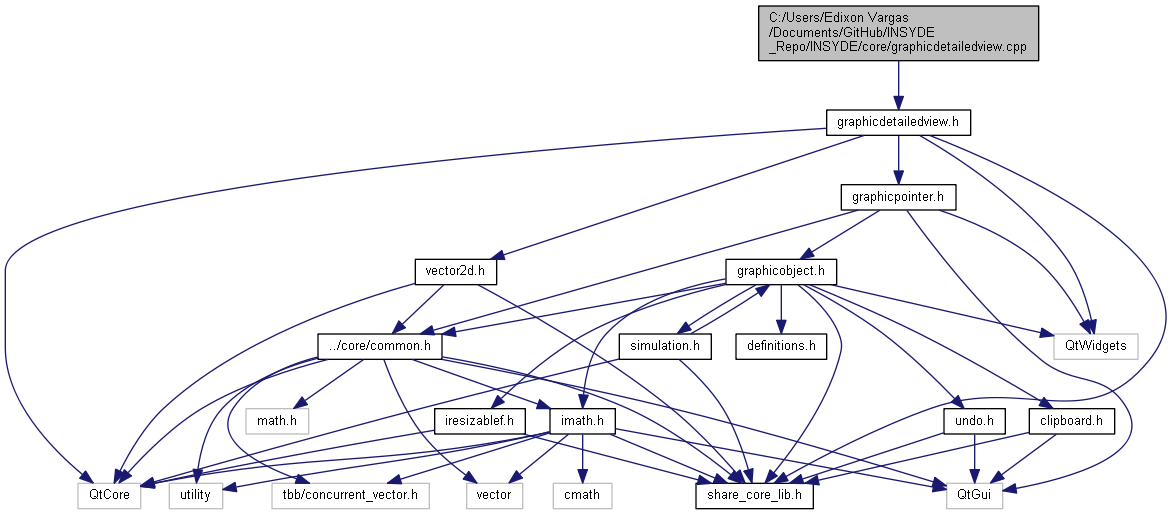 C:/Users/Edixon Vargas
/Documents/GitHub/INSYDE
_Repo/INSYDE/core/graphicdetailedview.cpp
graphicdetailedview.h
graphicpointer.h
vector2d.h
graphicobject.h
../core/common.h
simulation.h
definitions.h
QtWidgets
math.h
iresizablef.h
imath.h
undo.h
clipboard.h
QtCore
utility
tbb/concurrent_vector.h
vector
cmath
share_core_lib.h
QtGui